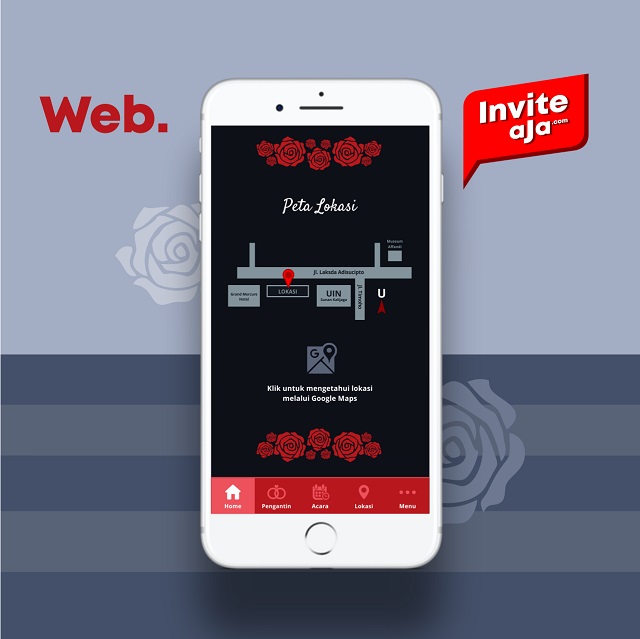 Web.
Invite
aja.com
Peta Lokasi
Museum
Affandi
Jl. Laksda Adisucipto
Grand Mercure
Hotel
LOKASI
UIN
Sunan Kalijaga
Jl. Timoho
U
G
Klik untuk mengetahui lokasi
melalui Google Maps
Home
Pengantin
Acara
Lokasi
Menu